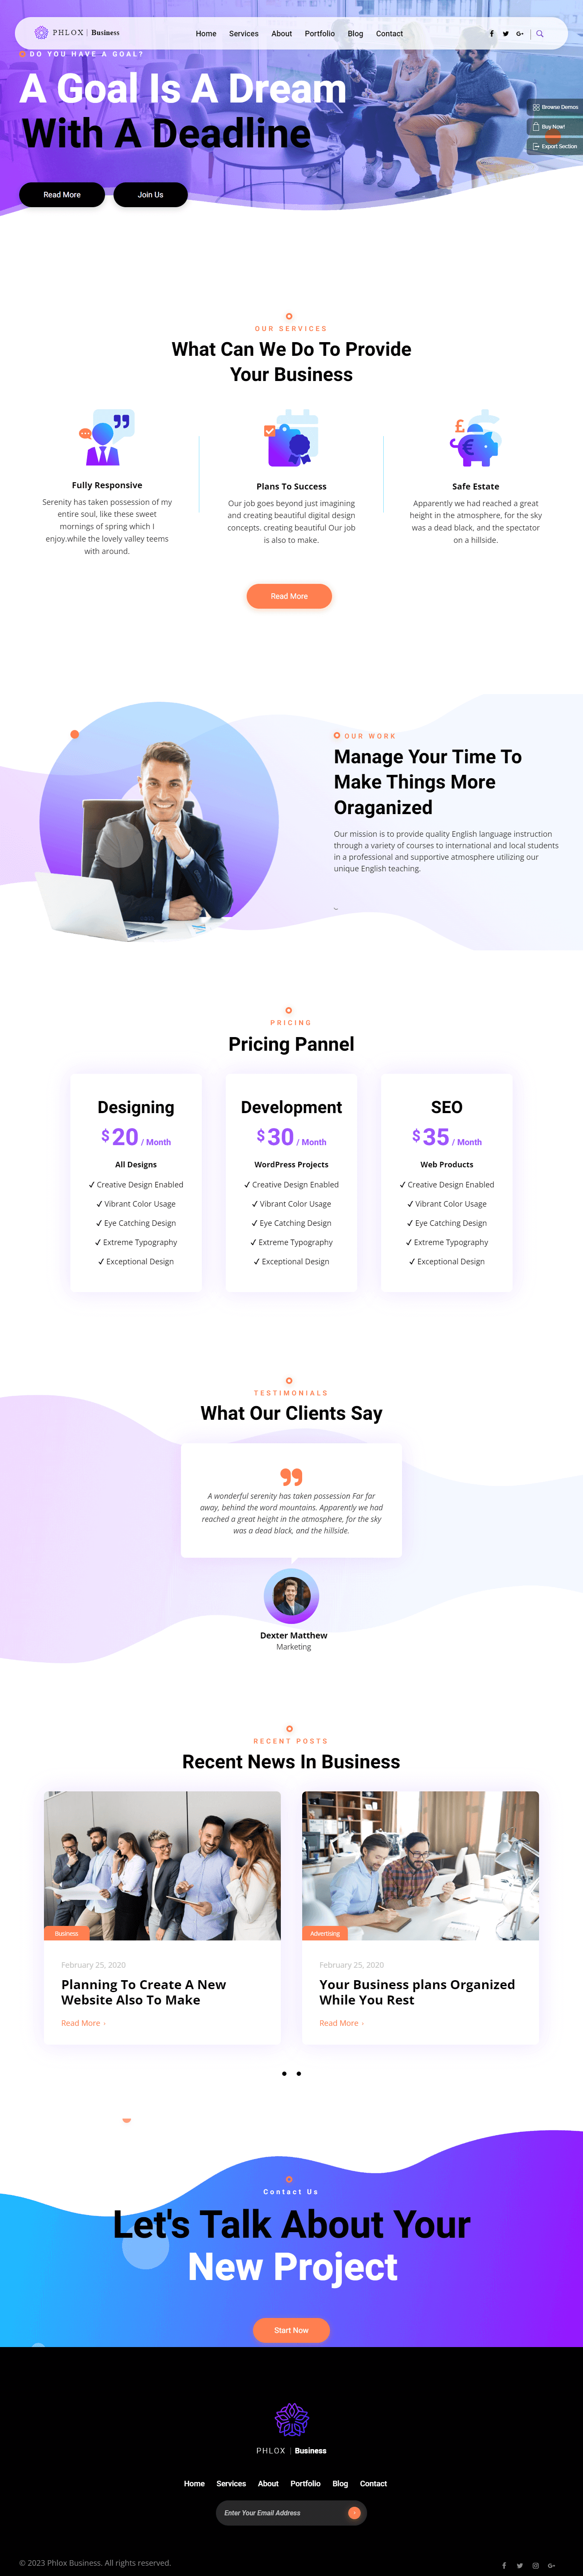 PHLOX | Business
Home Services About Portfolio Blog Contact
DO YOU HAVE A GOAL?
A Goal Is A Dream
With A Deadline
Read More
Join Us
Browse Demos
Buy Now!
Export Section
OUR SERVICES
What Can We Do To Provide
Your Business
Fully Responsive
Serenity has taken possession of my
entire soul, like these sweet
mornings of spring which I
enjoy.while the lovely valley teems
with around.
Plans To Success
Our job goes beyond just imagining
and creating beautiful digital design
concepts. creating beautiful Our job
is also to make.
Safe Estate
Apparently we had reached a great
height in the atmosphere, for the sky
was a dead black, and the spectator
on a hillside.
Read More
OUR WORK
Manage Your Time To
Make Things More
Oraganized
Our mission is to provide quality English language instruction
through a variety of courses to international and local students
in a professional and supportive atmosphere utilizing our
unique English teaching.
PRICING
Pricing Pannel
Designing
$20 / Month
All Designs
✓ Creative Design Enabled
✓ Vibrant Color Usage
✓ Eye Catching Design
✓ Extreme Typography
✓ Exceptional Design
Development
$30 / Month
WordPress Projects
✓ Creative Design Enabled
✓ Vibrant Color Usage
✓ Eye Catching Design
✓ Extreme Typography
✓ Exceptional Design
SEO
$35 / Month
Web Products
✓ Creative Design Enabled
✓ Vibrant Color Usage
✓ Eye Catching Design
✓ Extreme Typography
✓ Exceptional Design
TESTIMONIALS
What Our Clients Say
A wonderful serenity has taken possession Far far
away, behind the word mountains. Apparently we had
reached a great height in the atmosphere, for the sky
was a dead black, and the hillside.
Dexter Matthew
Marketing
RECENT POSTS
Recent News In Business
Business
February 25, 2020
Planning To Create A New
Website Also To Make
Read More ›
Advertising
February 25, 2020
Your Business plans Organized
While You Rest
Read More ›
Contact Us
Let's Talk About Your
New Project
Start Now
PHLOX | Business
Home Services About Portfolio Blog Contact
Enter Your Email Address
© 2023 Phlox Business. All rights reserved.